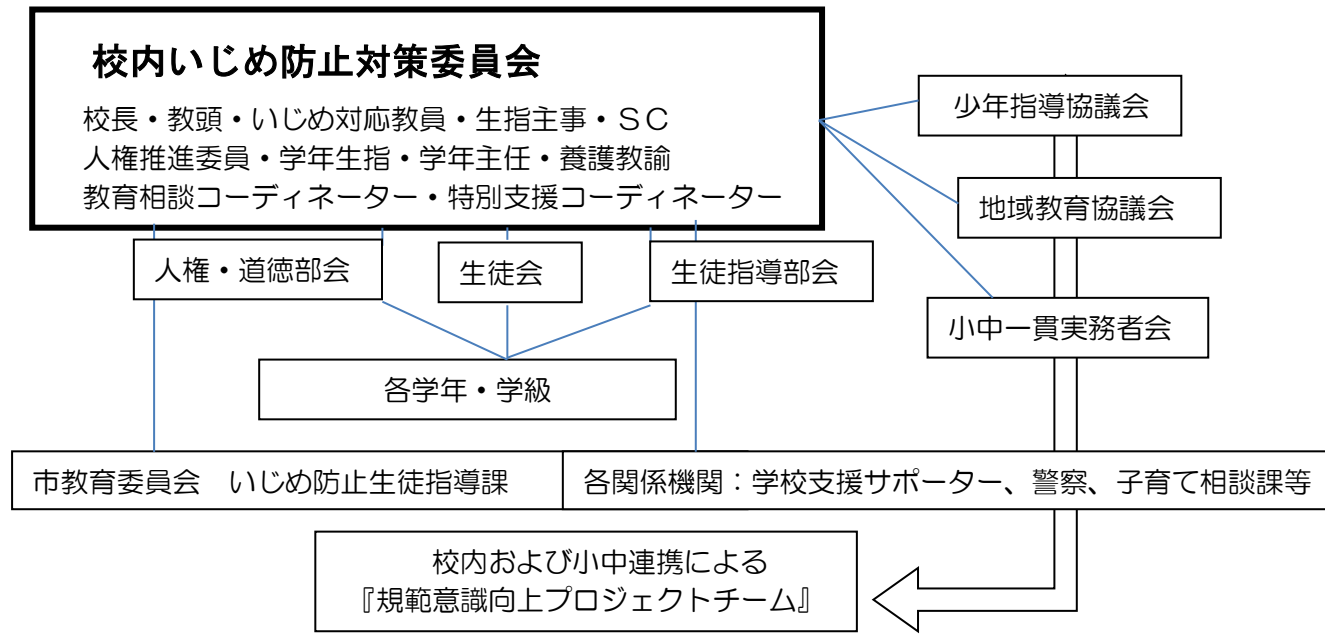 校内いじめ防止対策委員会
校長・教頭・いじめ対応教員・生指主事・ＳＣ
人権推進委員・学年生指・学年主任・養護教諭
教育相談コーディネーター・特別支援コーディネーター
少年指導協議会
地域教育協議会
小中一貫実務者会
人権・道徳部会
生徒会
生徒指導部会
各学年・学級
市教育委員会　いじめ防止生徒指導課
各関係機関：学校支援サポーター、警察、子育て相談課等
校内および小中連携による
『規範意識向上プロジェクトチーム』